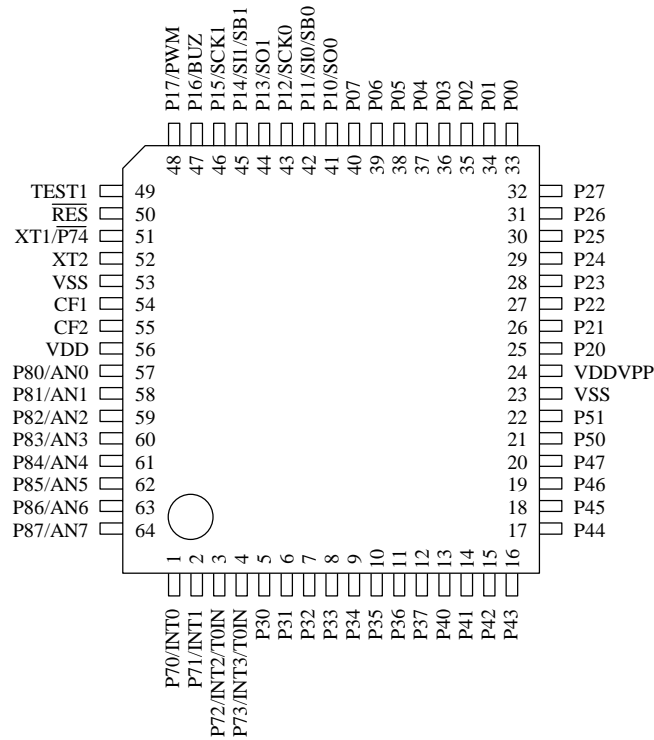 P17/PWM
P16/BUZ
P15/SCK1
P14/SI1/SB1
P13/SO1
P12/SCK0
P11/SI0/SB0
P10/SO0
P07
P06
P05
P04
P03
P02
P01
P00
48 47 46 45 44 43 42 41 40 39 38 37 36 35 34 33
TEST1 49
RES 50
XT1/P74 51
XT2 52
VSS 53
CF1 54
CF2 55
VDD 56
P80/AN0 57
P81/AN1 58
P82/AN2 59
P83/AN3 60
P84/AN4 61
P85/AN5 62
P86/AN6 63
P87/AN7 64
32 P27
31 P26
30 P25
29 P24
28 P23
27 P22
26 P21
25 P20
24 VDDVPP
23 VSS
22 P51
21 P50
20 P47
19 P46
18 P45
17 P44
1 2 3 4 5 6 7 8 9 10 11 12 13 14 15 16
P70/INT0
P71/INT1
P72/INT2/T0IN
P73/INT3/T0IN
P30
P31
P32
P33
P34
P35
P36
P37
P40
P41
P42
P43